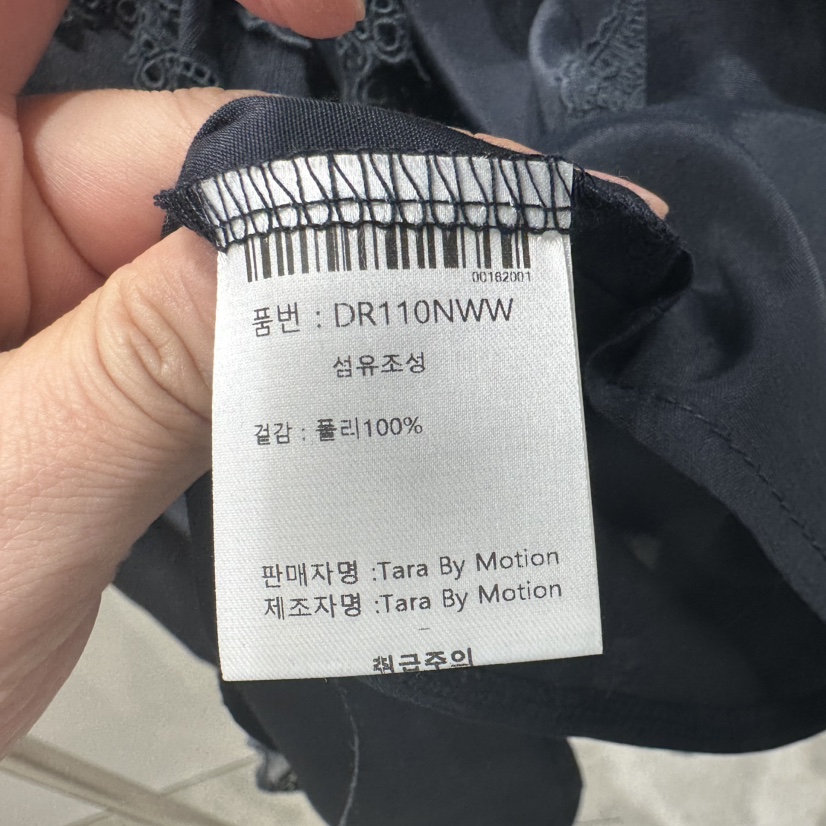 00182001
품번 : DR110NWW
섬유조성
겉감 : 폴리100%
판매자명 :Tara By Motion
제조자명 :Tara By Motion
취급주의